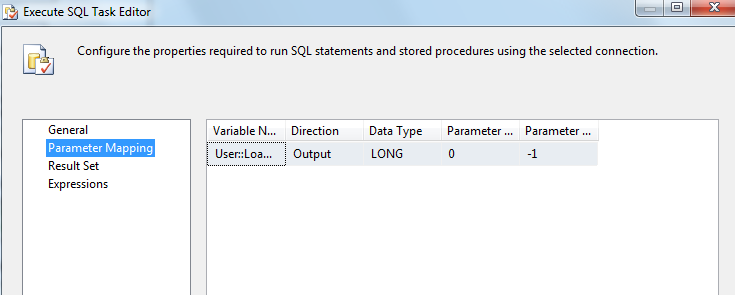 Execute SQL Task Editor
Configure the properties required to run SQL statements and stored procedures using the selected connection.
General
Parameter Mapping
Result Set
Expressions
Variable N... Direction Data Type Parameter ... Parameter ...
User::Loa... Output LONG 0 -1